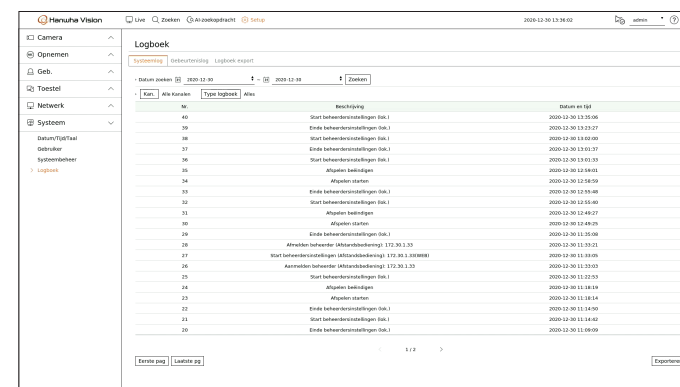 Hanwha Vision
Live Zoeken AI-zoekopdracht Setup
2020-12-30 13:36:02
admin
Camera
Opnemen
Geb.
Toestel
Netwerk
Systeem
Datum/Tijd/Taal
Gebruiker
Systeembeheer
> Logboek
Logboek
Systeemlog Gebeurtenislog Logboek export
Datum zoeken 2020-12-30 ~ 2020-12-30 Zoeken
Kan. Alle Kanalen Type logboek Alles
Nr. Beschrijving Datum en tijd
40 Start beheerdersinstellingen (lok.) 2020-12-30 13:35:06
39 Einde beheerdersinstellingen (lok.) 2020-12-30 13:23:27
38 Start beheerdersinstellingen (lok.) 2020-12-30 13:02:00
37 Einde beheerdersinstellingen (lok.) 2020-12-30 13:01:37
36 Start beheerdersinstellingen (lok.) 2020-12-30 13:01:33
35 Afspelen beëindigen 2020-12-30 12:59:01
34 Afspelen starten 2020-12-30 12:58:59
33 Einde beheerdersinstellingen (lok.) 2020-12-30 12:55:48
32 Start beheerdersinstellingen (lok.) 2020-12-30 12:55:40
31 Afspelen beëindigen 2020-12-30 12:49:27
30 Afspelen starten 2020-12-30 12:49:25
29 Einde beheerdersinstellingen (lok.) 2020-12-30 11:35:08
28 Afmelden beheerder (Afstandsbediening): 172.30.1.33 2020-12-30 11:33:21
27 Start beheerdersinstellingen (Afstandsbediening): 172.30.1.33(WEB) 2020-12-30 11:33:05
26 Aanmelden beheerder (Afstandsbediening): 172.30.1.33 2020-12-30 11:33:03
25 Start beheerdersinstellingen (lok.) 2020-12-30 11:22:53
24 Afspelen beëindigen 2020-12-30 11:18:19
23 Afspelen starten 2020-12-30 11:18:14
22 Einde beheerdersinstellingen (lok.) 2020-12-30 11:14:50
21 Start beheerdersinstellingen (lok.) 2020-12-30 11:14:42
20 Einde beheerdersinstellingen (lok.) 2020-12-30 11:09:09
1 / 2 >
Eerste pag Laatste pg Exporteren